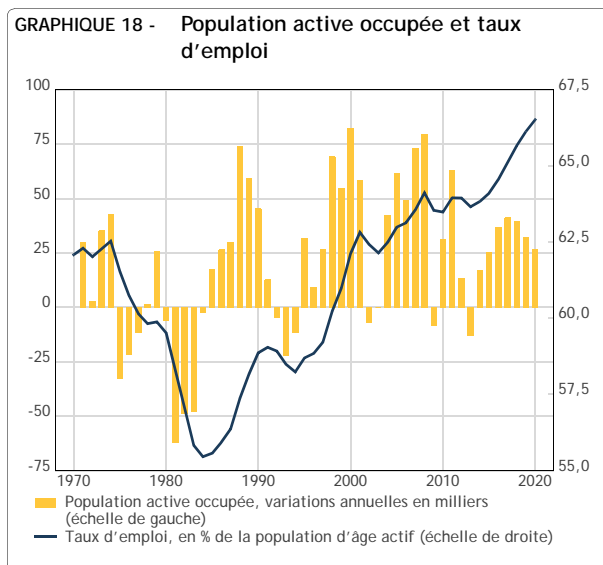 GRAPHIQUE 18 - Population active occupée et taux
d'emploi
100 67,5
75 65,0
50
25 62,5
0 60,0
-25
-50 57,5
-75 55,0
1970 1980 1990 2000 2010 2020
Population active occupée, variations annuelles en milliers
(échelle de gauche)
Taux d'emploi, en % de la population d'âge actif (échelle de droite)